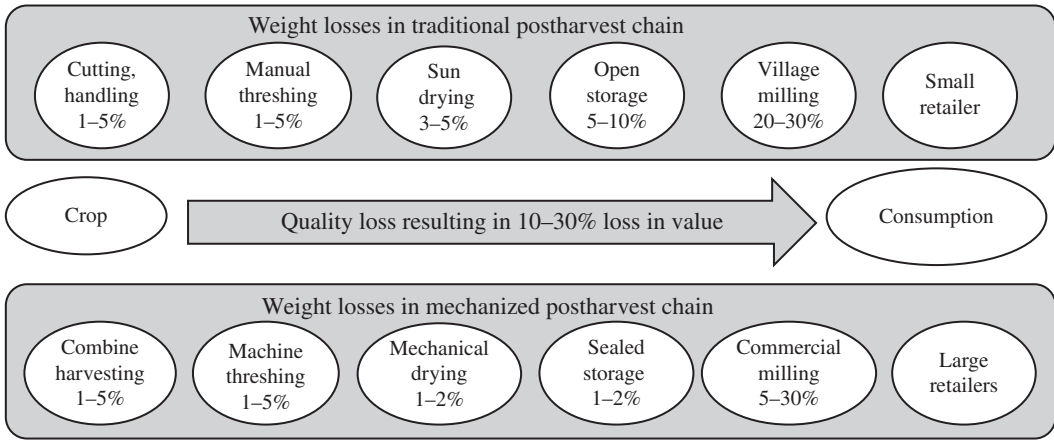 Weight losses in traditional postharvest chain
Cutting,
handling
1–5%
Manual
threshing
1–5%
Sun
drying
3–5%
Open
storage
5–10%
Village
milling
20–30%
Small
retailer
Crop
Quality loss resulting in 10–30% loss in value
Consumption
Weight losses in mechanized postharvest chain
Combine
harvesting
1–5%
Machine
threshing
1–5%
Mechanical
drying
1–2%
Sealed
storage
1–2%
Commercial
milling
5–30%
Large
retailers